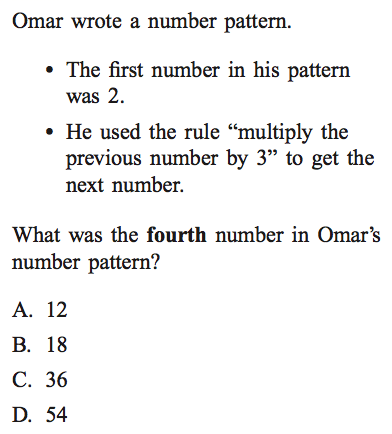 Omar wrote a number pattern.
• The first number in his pattern
was 2.
• He used the rule “multiply the
previous number by 3” to get the
next number.
What was the fourth number in Omar’s
number pattern?
A. 12
B. 18
C. 36
D. 54